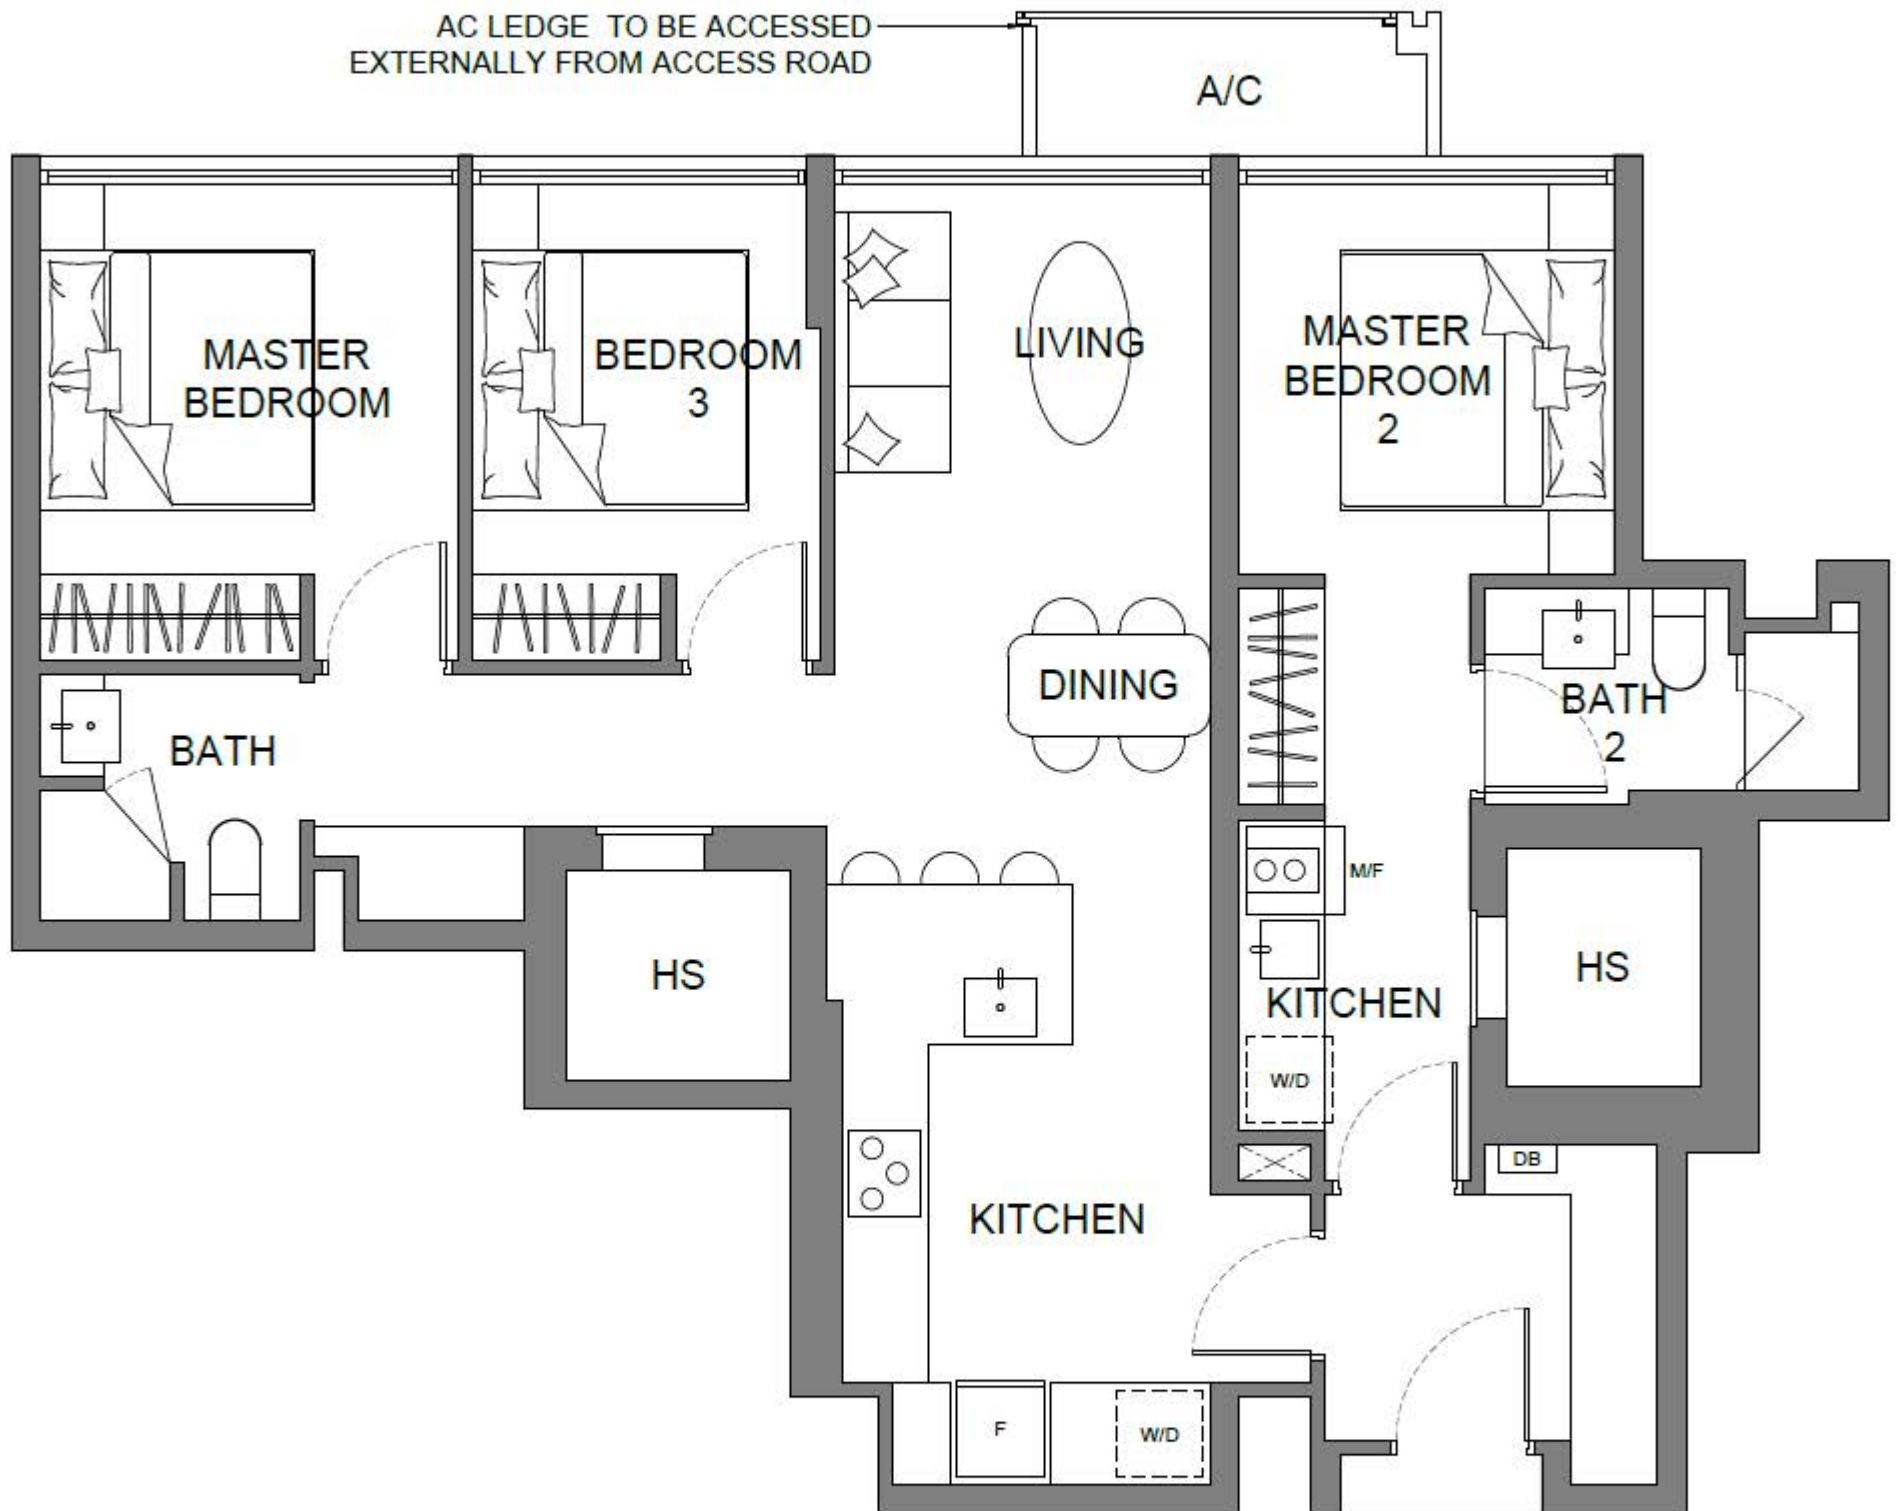 AC LEDGE TO BE ACCESSED
EXTERNALLY FROM ACCESS ROAD
A/C
MASTER
BEDROOM
BEDROOM
3
LIVING
MASTER
BEDROOM
2
DINING
BATH
BATH
2
M/F
HS
KITCHEN
HS
W/D
DB
KITCHEN
F
W/D